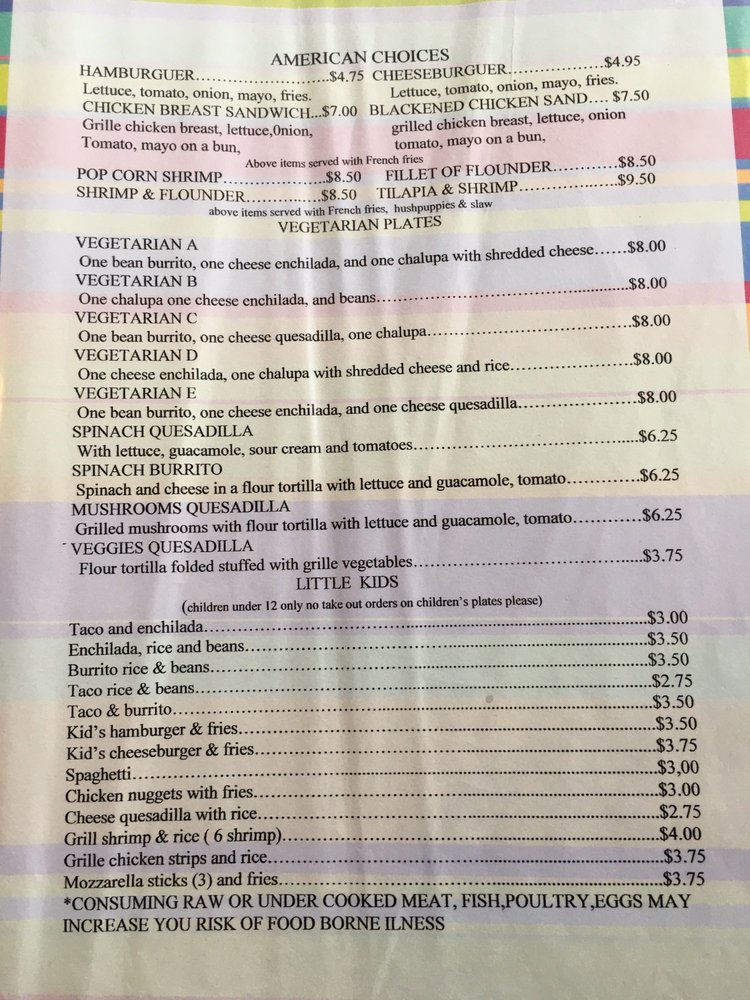 AMERICAN CHOICES
HAMBURGUER..............................$4.75 CHEESEBURGUER.....................$4.95
Lettuce, tomato, onion, mayo, fries. Lettuce, tomato, onion, mayo, fries.
CHICKEN BREAST SANDWICH...$7.00 BLACKENED CHICKEN SAND.... $7.50
Grille chicken breast, lettuce,0nion, grilled chicken breast, lettuce, onion
Tomato, mayo on a bun, tomato, mayo on a bun,
Above items served with French fries
POP CORN SHRIMP.......................$8.50 FILLET OF FLOUNDER...............$8.50
SHRIMP & FLOUNDER..................$8.50 TILAPIA & SHRIMP.......................$9.50
above items served with French fries, hushpuppies & slaw
VEGETARIAN PLATES
VEGETARIAN A
One bean burrito, one cheese enchilada, and one chalupa with shredded cheese......$8.00
VEGETARIAN B
One chalupa one cheese enchilada, and beans......................................................$8.00
VEGETARIAN C
One bean burrito, one cheese quesadilla, one chalupa.............................................$8.00
VEGETARIAN D
One cheese enchilada, one chalupa with shredded cheese and rice...........................$8.00
VEGETARIAN E
One bean burrito, one cheese enchilada, and one cheese quesadilla..........................$8.00
SPINACH QUESADILLA
With lettuce, guacamole, sour cream and tomatoes................................................$6.25
SPINACH BURRITO
Spinach and cheese in a flour tortilla with lettuce and guacamole, tomato................$6.25
MUSHROOMS QUESADILLA
Grilled mushrooms with flour tortilla with lettuce and guacamole, tomato...............$6.25
- VEGGIES QUESADILLA
Flour tortilla folded stuffed with grille vegetables................................................$3.75
LITTLE KIDS
(children under 12 only no take out orders on children's plates please)
Taco and enchilada.............................................................................................$3.00
Enchilada, rice and beans....................................................................................$3.50
Burrito rice & beans...........................................................................................$3.50
Taco rice & beans..............................................................................................$2.75
Taco & burrito...................................................................................................$3.50
Kid's hamburger & fries......................................................................................$3.50
Kid's cheeseburger & fries...................................................................................$3.75
Spaghetti..........................................................................................................$3,00
Chicken nuggets with fries...................................................................................$3.00
Cheese quesadilla with rice..................................................................................$2.75
Grill shrimp & rice ( 6 shrimp).............................................................................$4.00
Grille chicken strips and rice.................................................................................$3.75
Mozzarella sticks (3) and fries...............................................................................$3.75
*CONSUMING RAW OR UNDER COOKED MEAT, FISH,POULTRY,EGGS MAY
INCREASE YOU RISK OF FOOD BORNE ILNESS